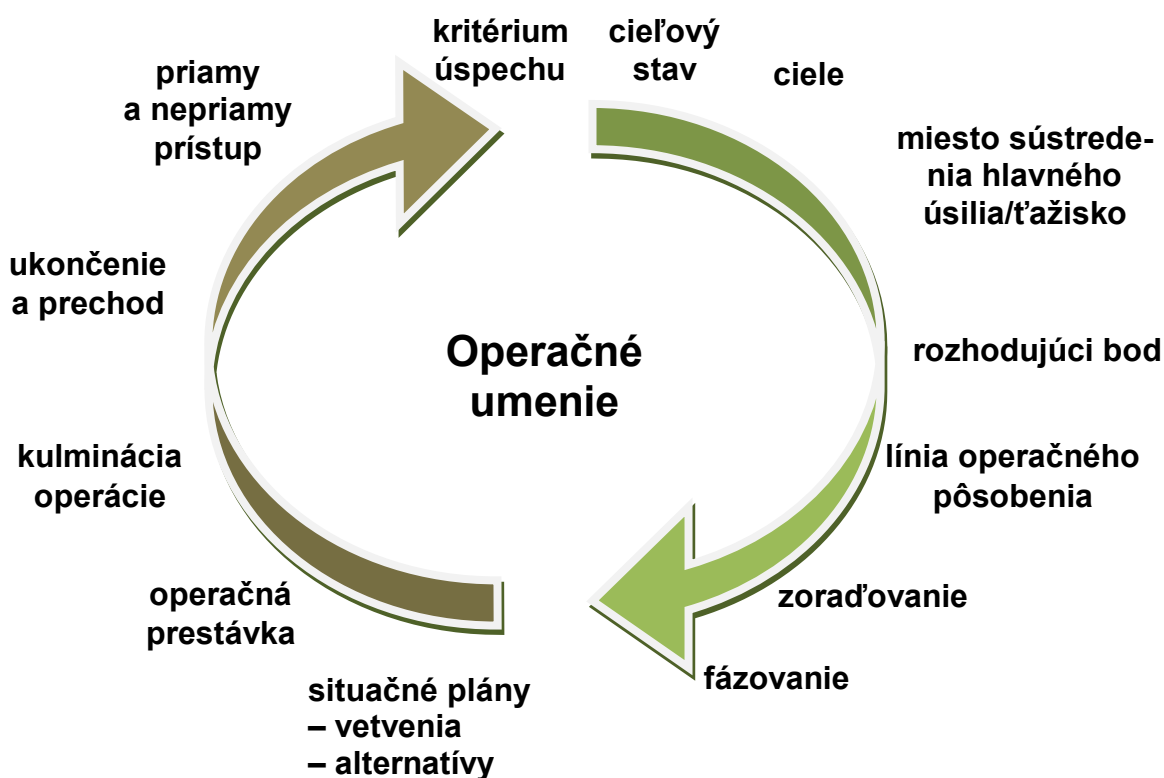 kritérium
úspechu
cieľový
stav
ciele
miesto sústrede-
nia hlavného
úsilia/ťažisko
rozhodujúci bod
línia operačného
pôsobenia
zoraďovanie
fázovanie
situačné plány
– vetvenia
– alternatívy
operačná
prestávka
kulminácia
operácie
ukončenie
a prechod
priamy
a nepriamy
prístup
Operačné
umenie